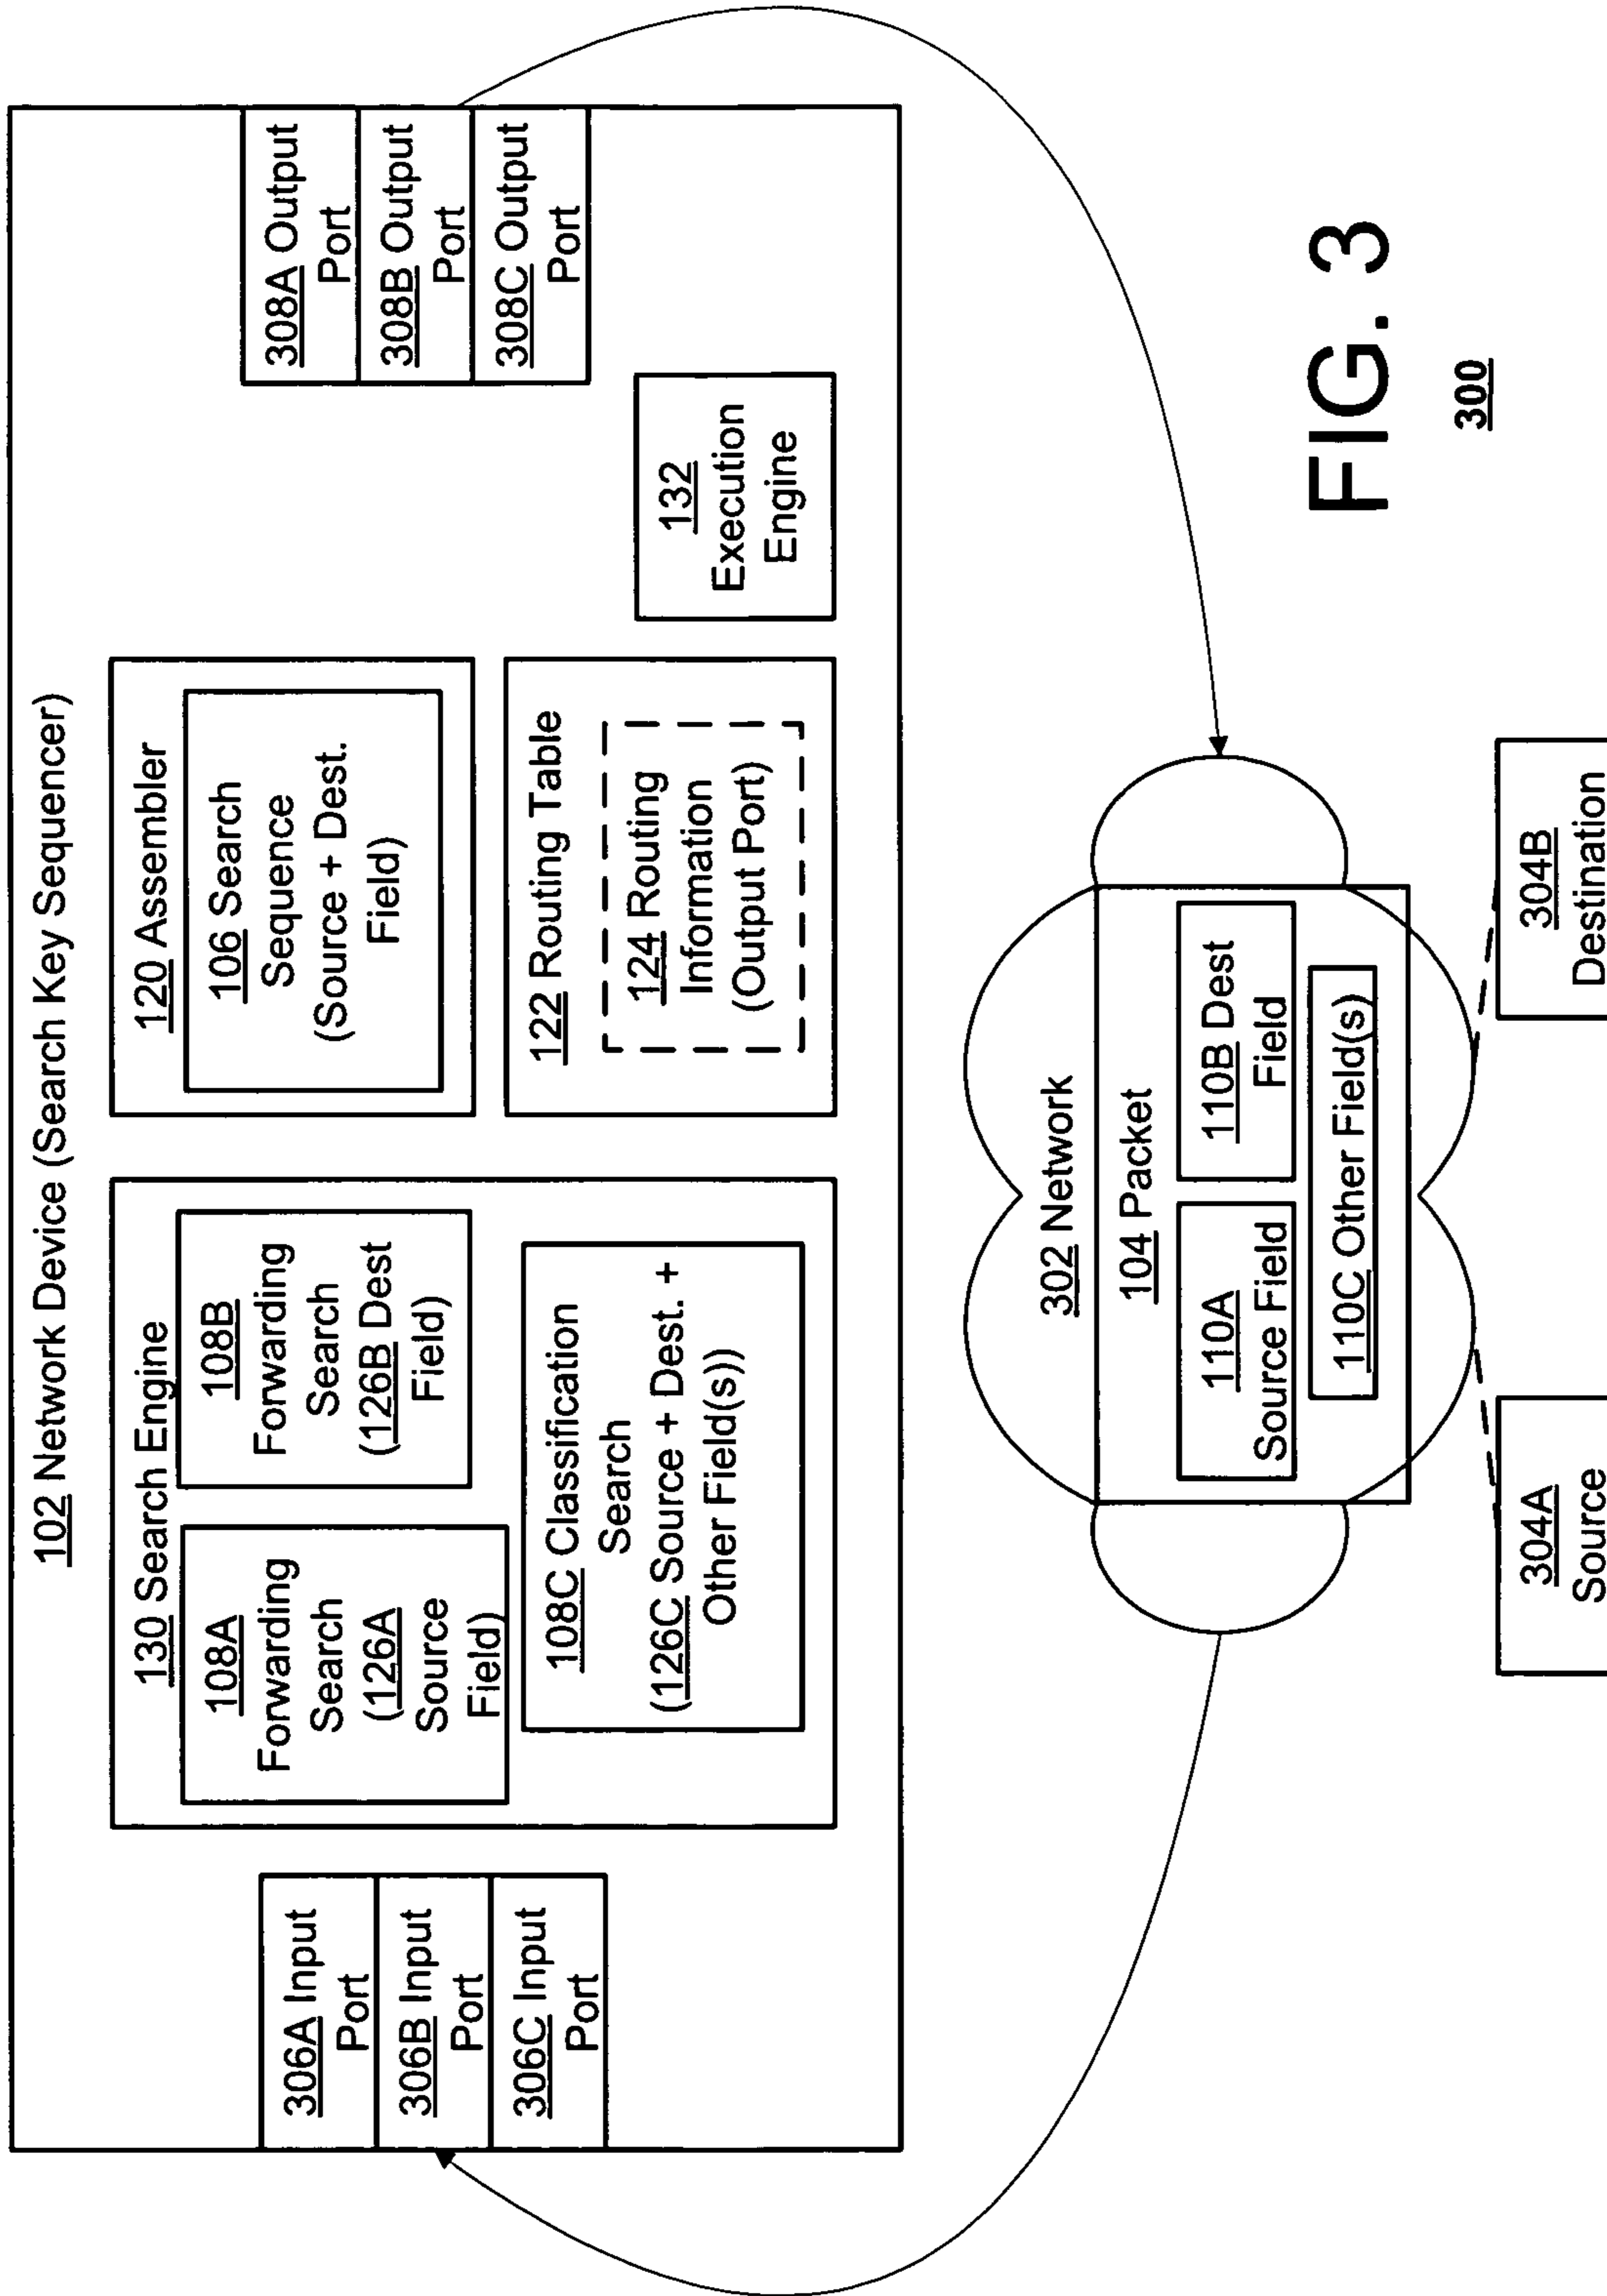 102 Network Device (Search Key Sequencer)
306A Input
Port
306B Input
Port
306C Input
Port
130 Search Engine
108A
Forwarding
Search
(126A
Source
Field)
108B
Forwarding
Search
(126B Dest
Field)
108C Classification
Search
(126C Source + Dest. +
Other Field(s))
120 Assembler
106 Search
Sequence
(Source + Dest.
Field)
122 Routing Table
124 Routing
Information
(Output Port)
132
Execution
Engine
308A Output
Port
308B Output
Port
308C Output
Port
302 Network
104 Packet
110A
Source Field
110B Dest
Field
110C Other Field(s)
304A
Source
304B
Destination
FIG. 3
300